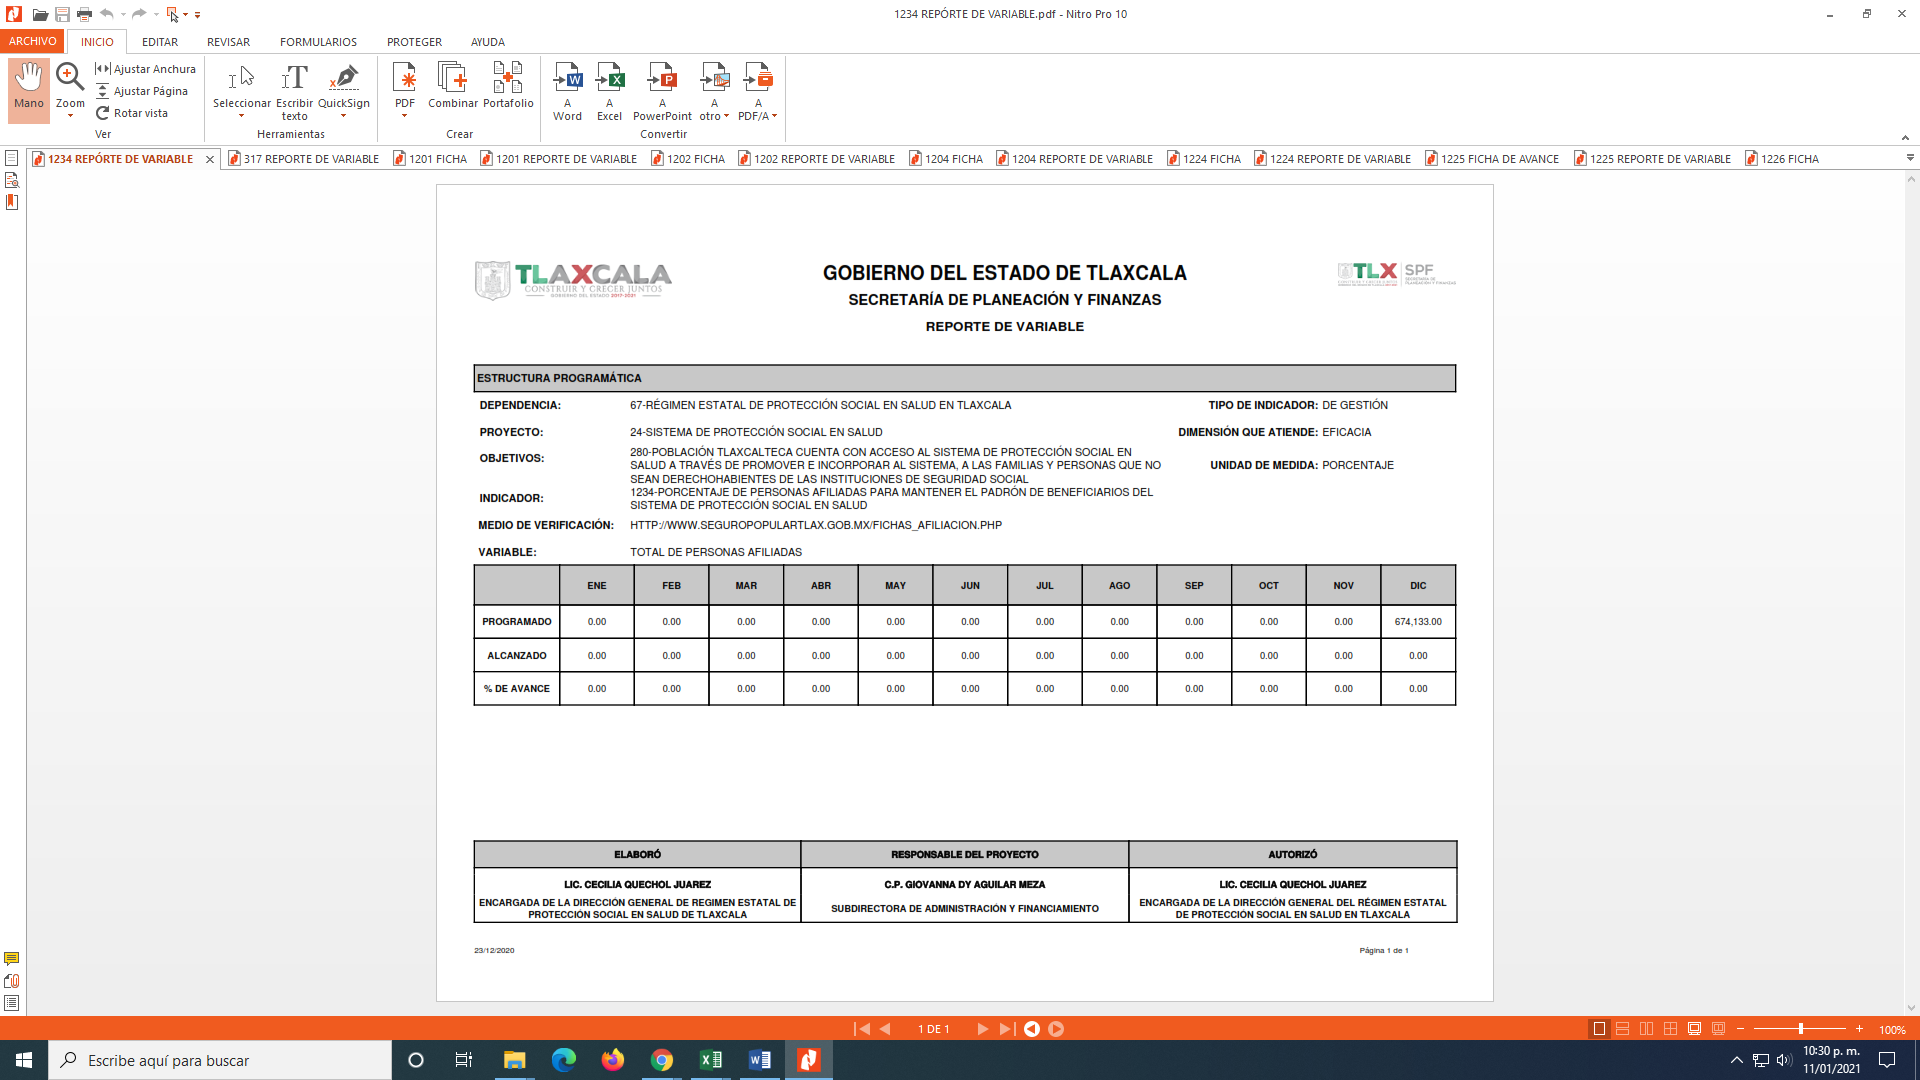 1234 REPÓRTE DE VARIABLE.pdf - Nitro Pro 10
ARCHIVO INICIO EDITAR REVISAR FORMULARIOS PROTEGER AYUDA
Mano Zoom Ajustar Anchura
Ajustar Página
Rotar vista
Ver
Seleccionar Escribir texto QuickSign
Herramientas
PDF Combinar Portafolio
Crear
A Word A Excel A PowerPoint A otro A PDF/A
Convertir
1234 REPÓRTE DE VARIABLE 317 REPORTE DE VARIABLE 1201 FICHA 1201 REPORTE DE VARIABLE 1202 FICHA 1202 REPORTE DE VARIABLE 1204 FICHA 1204 REPORTE DE VARIABLE 1224 FICHA 1224 REPORTE DE VARIABLE 1225 FICHA DE AVANCE 1225 REPORTE DE VARIABLE 1226 FICHA
TLAXCALA
CONSTRUIR Y CRECER JUNTOS
GOBIERNO DEL ESTADO 2017-2021
GOBIERNO DEL ESTADO DE TLAXCALA
SECRETARÍA DE PLANEACIÓN Y FINANZAS
REPORTE DE VARIABLE
TLX SPF
SECRETARÍA DE
PLANEACIÓN Y FINANZAS
ESTRUCTURA PROGRAMÁTICA
DEPENDENCIA: 67-RÉGIMEN ESTATAL DE PROTECCIÓN SOCIAL EN SALUD EN TLAXCALA TIPO DE INDICADOR: DE GESTIÓN
PROYECTO: 24-SISTEMA DE PROTECCIÓN SOCIAL EN SALUD DIMENSIÓN QUE ATIENDE: EFICACIA
OBJETIVOS: 280-POBLACIÓN TLAXCALTECA CUENTA CON ACCESO AL SISTEMA DE PROTECCIÓN SOCIAL EN
SALUD A TRAVÉS DE PROMOVER E INCORPORAR AL SISTEMA, A LAS FAMILIAS Y PERSONAS QUE NO UNIDAD DE MEDIDA: PORCENTAJE
SEAN DERECHOHABIENTES DE LAS INSTITUCIONES DE SEGURIDAD SOCIAL
INDICADOR: 1234-PORCENTAJE DE PERSONAS AFILIADAS PARA MANTENER EL PADRÓN DE BENEFICIARIOS DEL
SISTEMA DE PROTECCIÓN SOCIAL EN SALUD
MEDIO DE VERIFICACIÓN: HTTP://WWW.SEGUROPOPULARTLAX.GOB.MX/FICHAS_AFILIACION.PHP
VARIABLE: TOTAL DE PERSONAS AFILIADAS
ENE FEB MAR ABR MAY JUN JUL AGO SEP OCT NOV DIC
PROGRAMADO 0.00 0.00 0.00 0.00 0.00 0.00 0.00 0.00 0.00 0.00 0.00 674,133.00
ALCANZADO 0.00 0.00 0.00 0.00 0.00 0.00 0.00 0.00 0.00 0.00 0.00 0.00
% DE AVANCE 0.00 0.00 0.00 0.00 0.00 0.00 0.00 0.00 0.00 0.00 0.00 0.00
ELABORÓ RESPONSABLE DEL PROYECTO AUTORIZÓ
LIC. CECILIA QUECHOL JUAREZ C.P. GIOVANNA DY AGUILAR MEZA LIC. CECILIA QUECHOL JUAREZ
ENCARGADA DE LA DIRECCIÓN GENERAL DE REGIMEN ESTATAL DE
PROTECCIÓN SOCIAL EN SALUD DE TLAXCALA
SUBDIRECTORA DE ADMINISTRACIÓN Y FINANCIAMIENTO
ENCARGADA DE LA DIRECCIÓN GENERAL DEL RÉGIMEN ESTATAL
DE PROTECCIÓN SOCIAL EN SALUD EN TLAXCALA
23/12/2020 Página 1 de 1
1 DE 1
100%
Escribe aquí para buscar
10:30 p. m.
11/01/2021